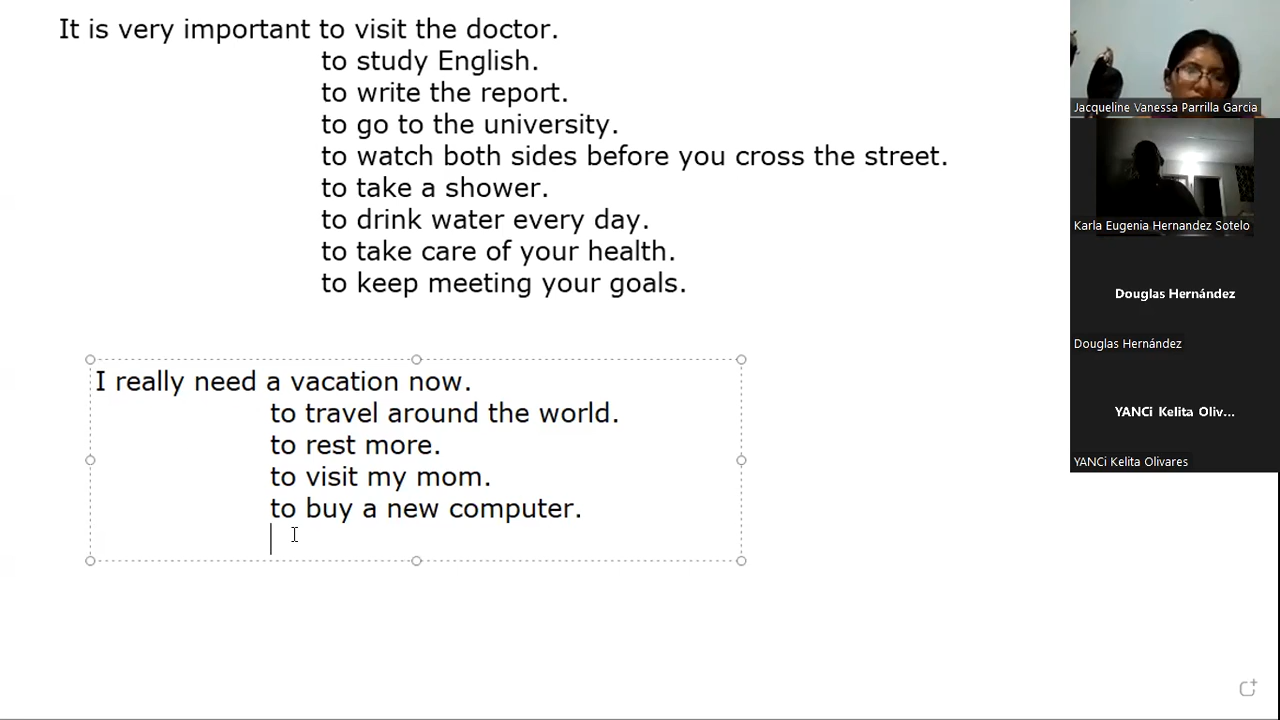 It is very important to visit the doctor.
to study English.
to write the report.
to go to the university.
to watch both sides before you cross the street.
to take a shower.
to drink water every day.
to take care of your health.
to keep meeting your goals.
I really need a vacation now.
to travel around the world.
to rest more.
to visit my mom.
to buy a new computer.
Jacqueline Vanessa Parrilla Garcia
Karla Eugenia Hernandez Sotelo
Douglas Hernández
Douglas Hernández
YANCi Kelita Oliv...
YANCi Kelita Olivares